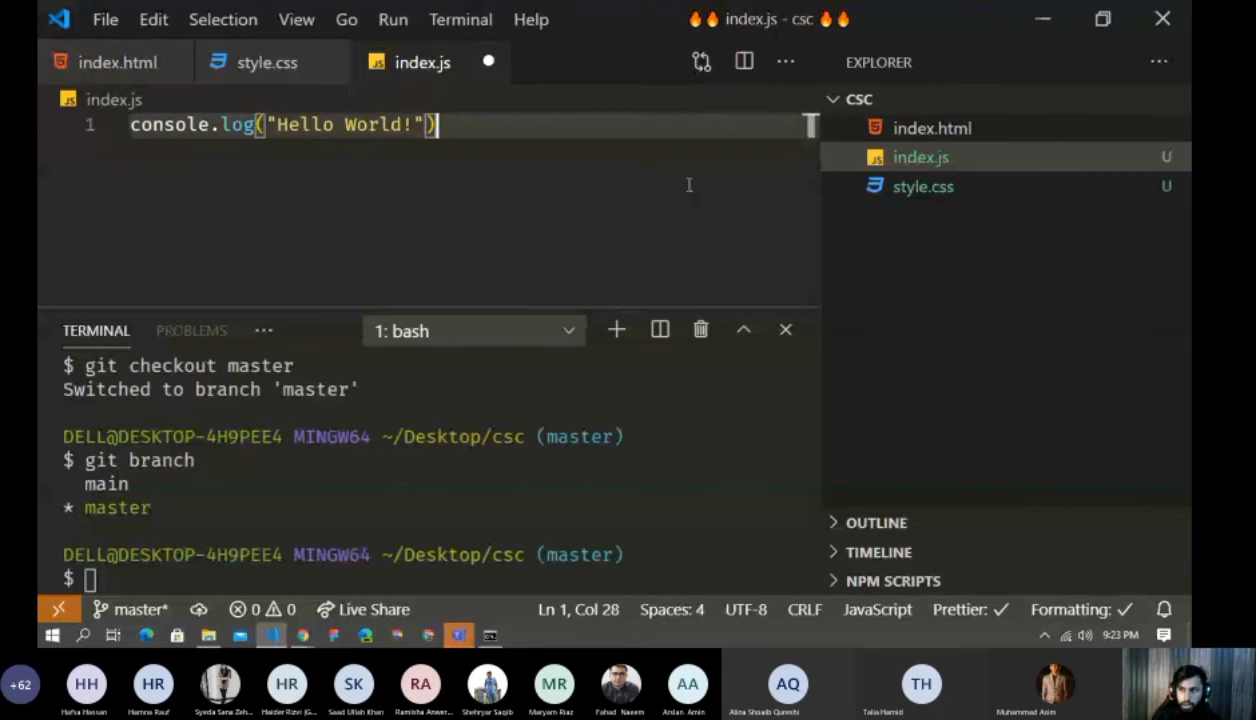 File Edit Selection View Go Run Terminal Help index.js - csc
index.html style.css index.js EXPLORER
index.js
CSC
1 console.log("Hello World!")
index.html
index.js U
style.css U
TERMINAL PROBLEMS 1: bash
$ git checkout master
Switched to branch 'master'
DELL@DESKTOP-4H9PEE4 MINGW64 ~/Desktop/csc (master)
$ git branch
main
* master
DELL@DESKTOP-4H9PEE4 MINGW64 ~/Desktop/csc (master)
$
OUTLINE
TIMELINE
NPM SCRIPTS
master* 0 0 Live Share Ln 1, Col 28 Spaces: 4 UTF-8 CRLF JavaScript Prettier: Formatting:
9:23 PM
+62 HH HR HR SK RA MR AA AQ TH
Hafsa Hassan Hamna Rauf Syeda Sana Zeh... Haider Rizvi (G... Saad Ullah Khan Ramisha Anwer... Shehryar Saqib Maryam Riaz Fahad Naeem Arslan Amin Alina Shoaib Qureshi Talia Hamid Muhammad Asim